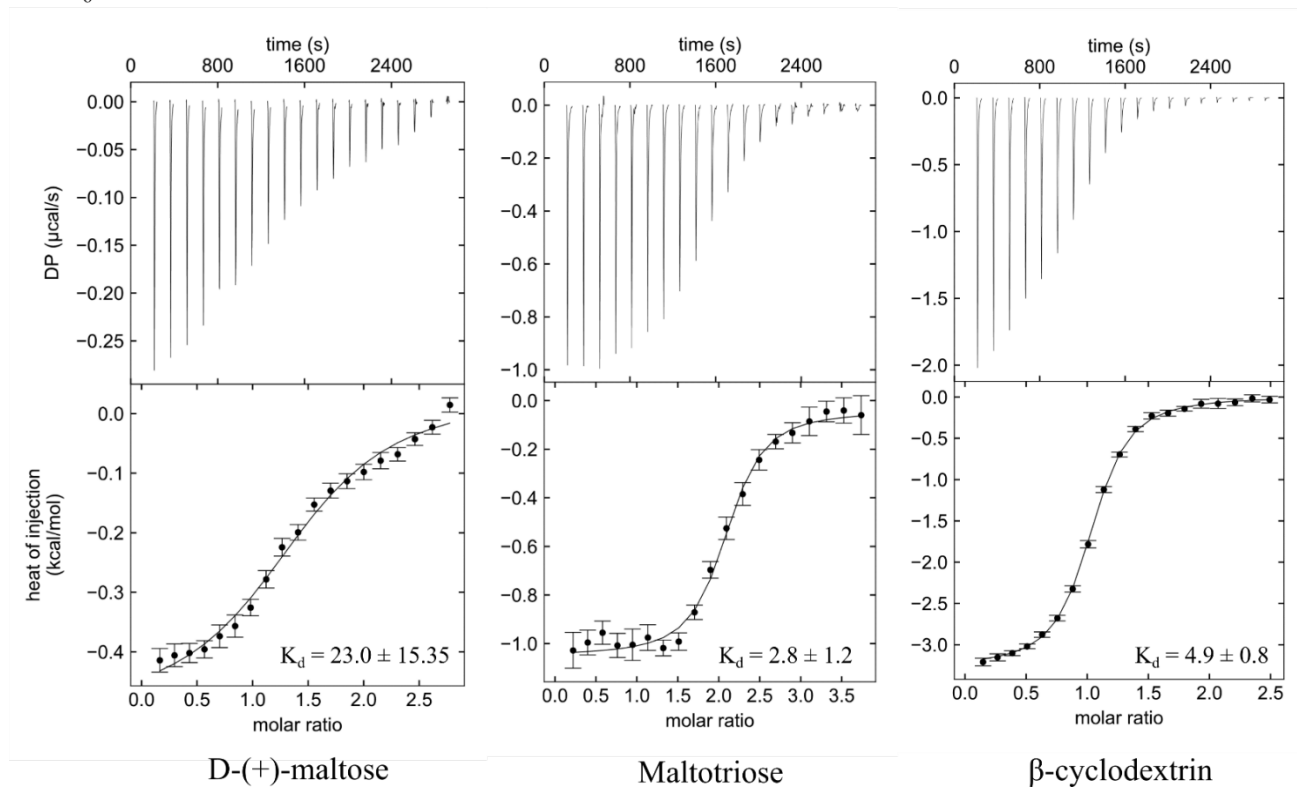 time (s)
0 800 1600 2400
0.00
−0.05
−0.10
−0.15
−0.20
−0.25
DP (μcal/s)
0.0
−0.1
−0.2
−0.3
−0.4
heat of injection
(kcal/mol)
K_d = 23.0 ± 15.35
0.0 0.5 1.0 1.5 2.0 2.5
molar ratio
D-(+)-maltose
time (s)
0 800 1600 2400
0.0
−0.2
−0.4
−0.6
−0.8
−1.0
0.0
−0.2
−0.4
−0.6
−0.8
−1.0
K_d = 2.8 ± 1.2
0.0 0.5 1.0 1.5 2.0 2.5 3.0 3.5
molar ratio
Maltotriose
time (s)
0 800 1600 2400
0.0
−0.5
−1.0
−1.5
−2.0
0.0
−0.5
−1.0
−1.5
−2.0
−2.5
−3.0
K_d = 4.9 ± 0.8
0.0 0.5 1.0 1.5 2.0 2.5
molar ratio
β-cyclodextrin